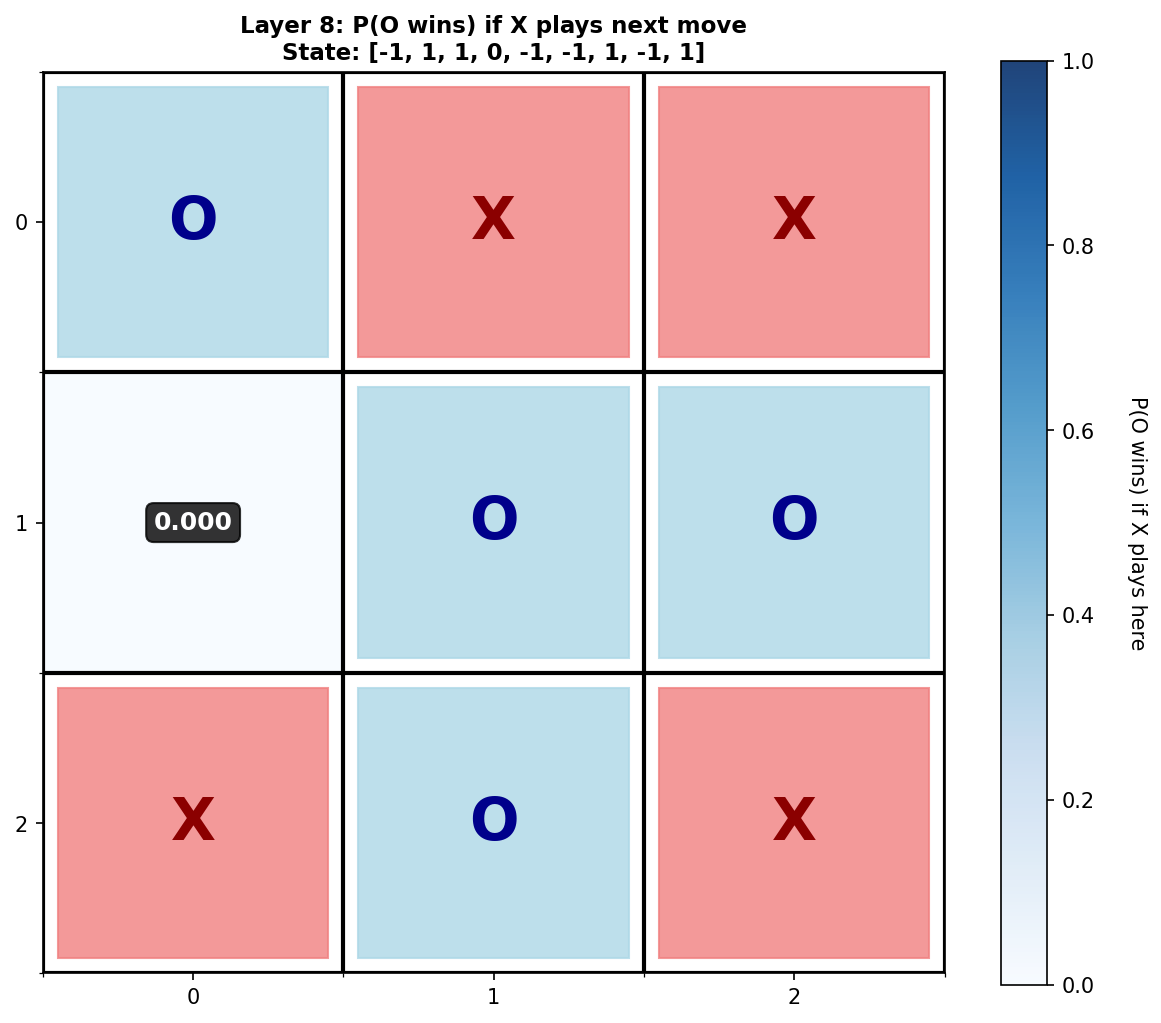 Layer 8: P(O wins) if X plays next move
State: [-1, 1, 1, 0, -1, -1, 1, -1, 1]
0 O X X
1 0.000 O O
2 X O X
0 1 2
1.0
0.8
0.6
0.4
0.2
0.0
P(O wins) if X plays here